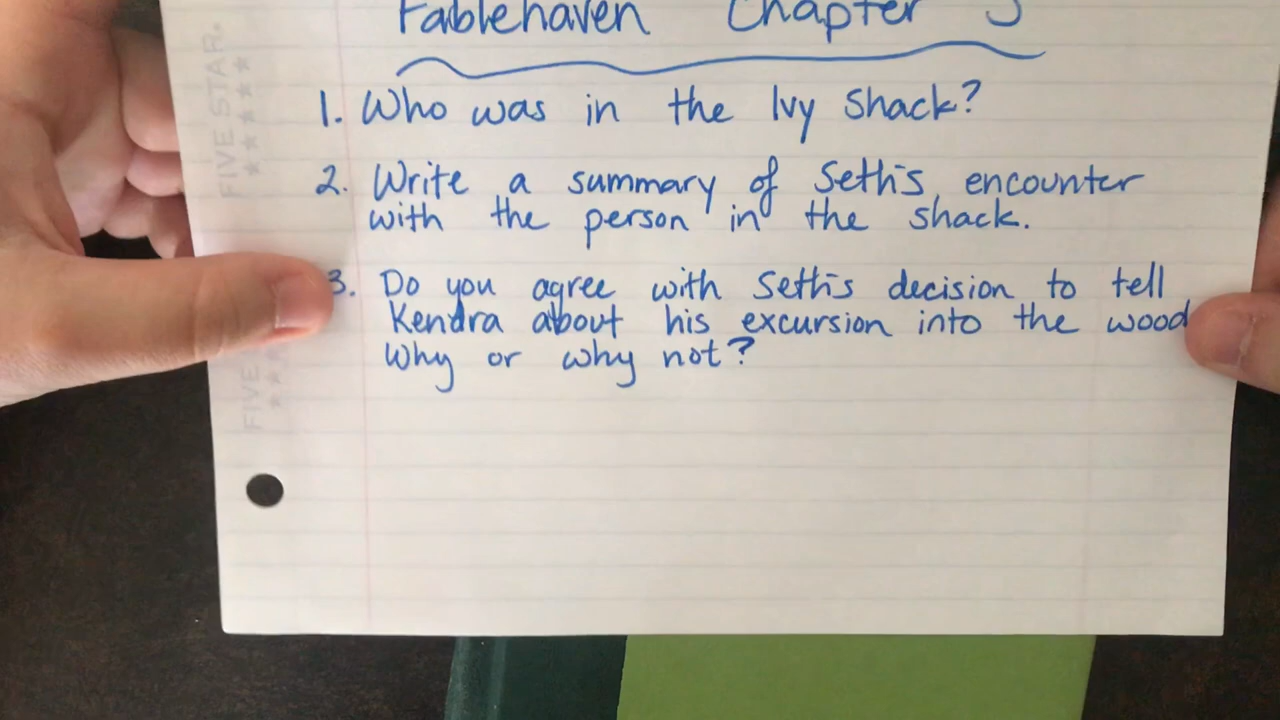 Fablehaven Chapter
1. Who was in the Ivy Shack?
2. Write a summary of Seth's encounter
with the person in the shack.
3. Do you agree with Seth's decision to tell
Kendra about his excursion into the wood
Why or why not?
FIVE STAR.
FIVE